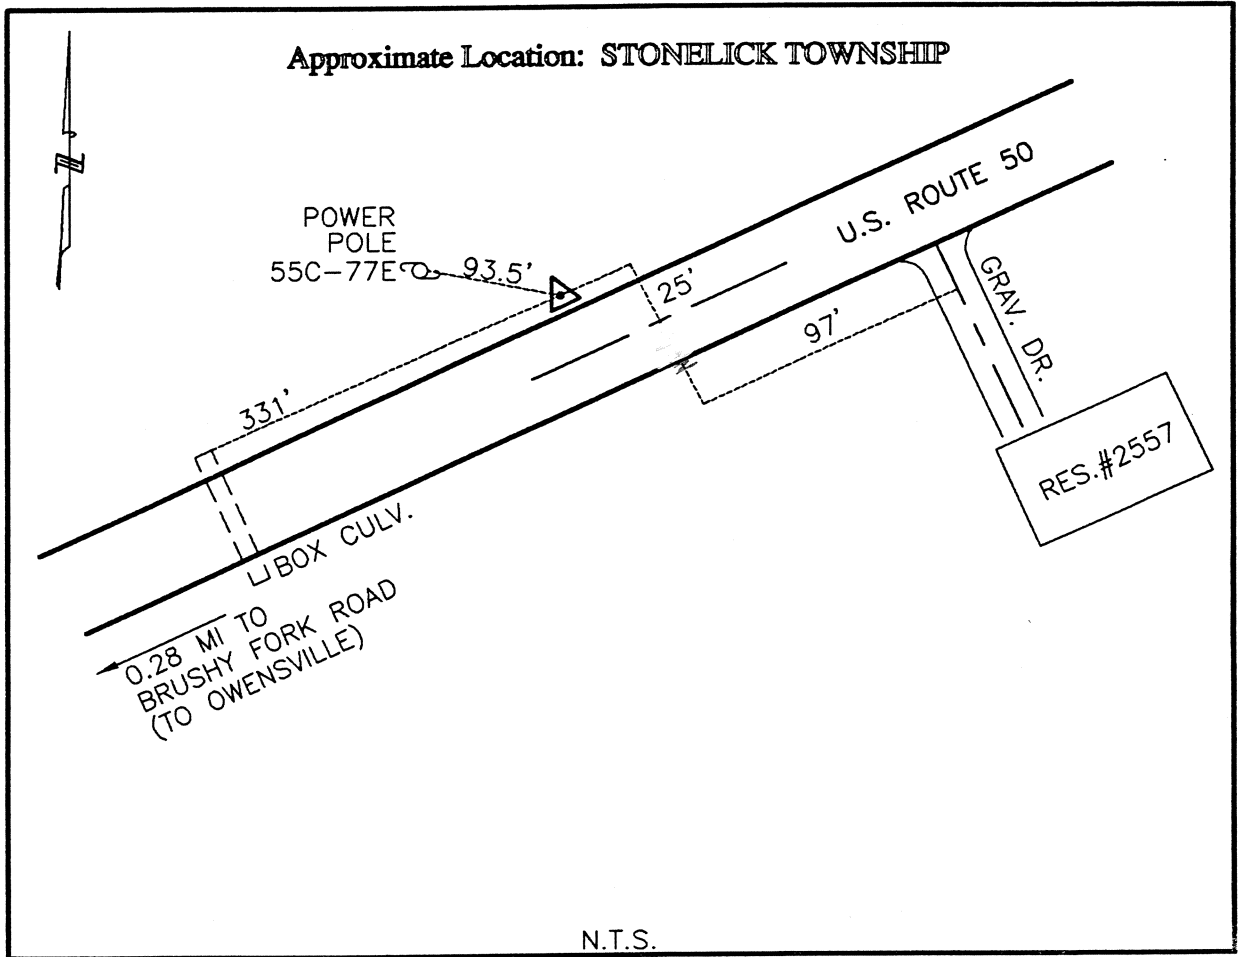 Approximate Location: STONELICK TOWNSHIP
N
U.S. ROUTE 50
POWER
POLE
55C-77E
93.5'
25'
97'
GRAV. DR.
331'
RES.#2557
BOX CULV.
0.28 MI TO
BRUSHY FORK ROAD
(TO OWENSVILLE)
N.T.S.